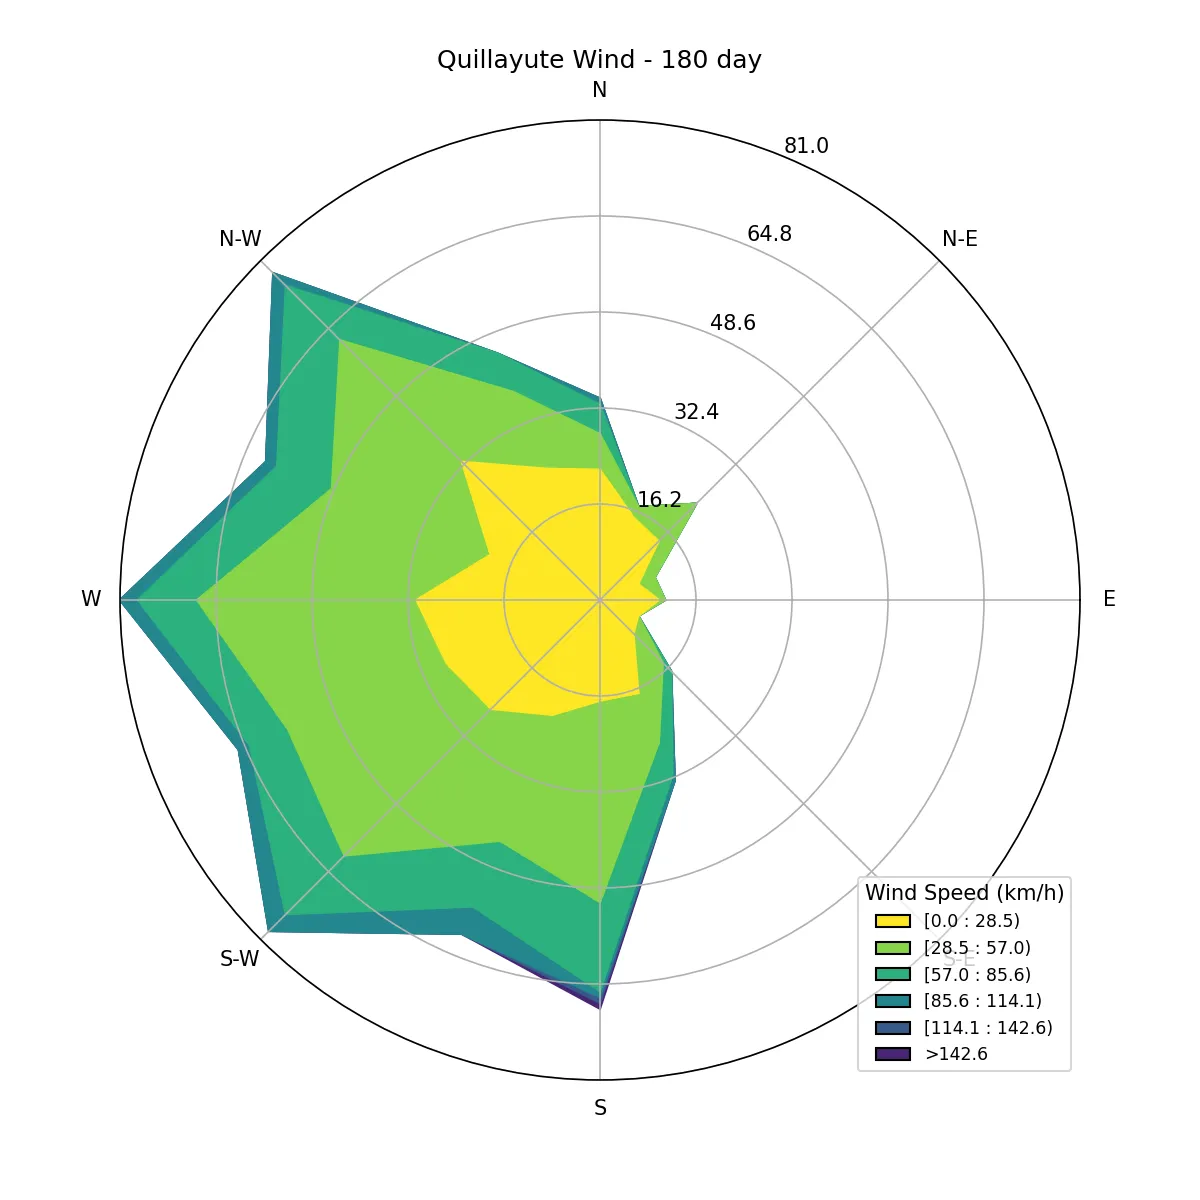 Quillayute Wind - 180 day
N
81.0
64.8
N-W
N-E
48.6
32.4
16.2
W
E
S-W
S-E
S
Wind Speed (km/h)
[0.0 : 28.5)
[28.5 : 57.0)
[57.0 : 85.6)
[85.6 : 114.1)
[114.1 : 142.6)
>142.6